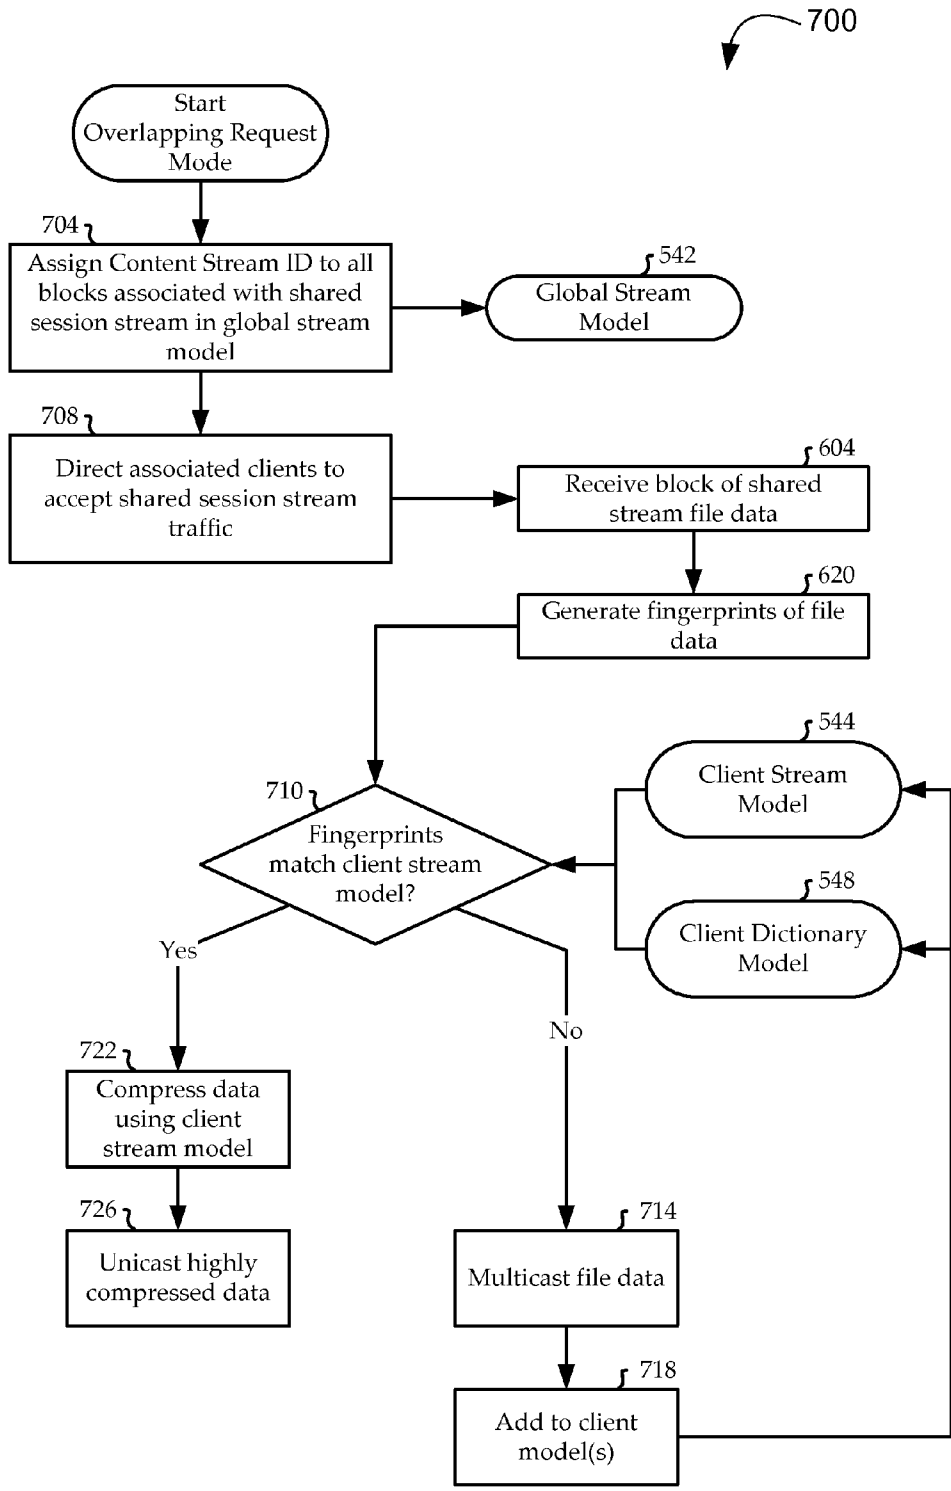 700
Start
Overlapping Request
Mode
704
Assign Content Stream ID to all
blocks associated with shared
session stream in global stream
model
542
Global Stream
Model
708
Direct associated clients to
accept shared session stream
traffic
604
Receive block of shared
stream file data
620
Generate fingerprints of file
data
710
Fingerprints
match client stream
model?
544
Client Stream
Model
548
Client Dictionary
Model
Yes
No
722
Compress data
using client
stream model
726
Unicast highly
compressed data
714
Multicast file data
718
Add to client
model(s)